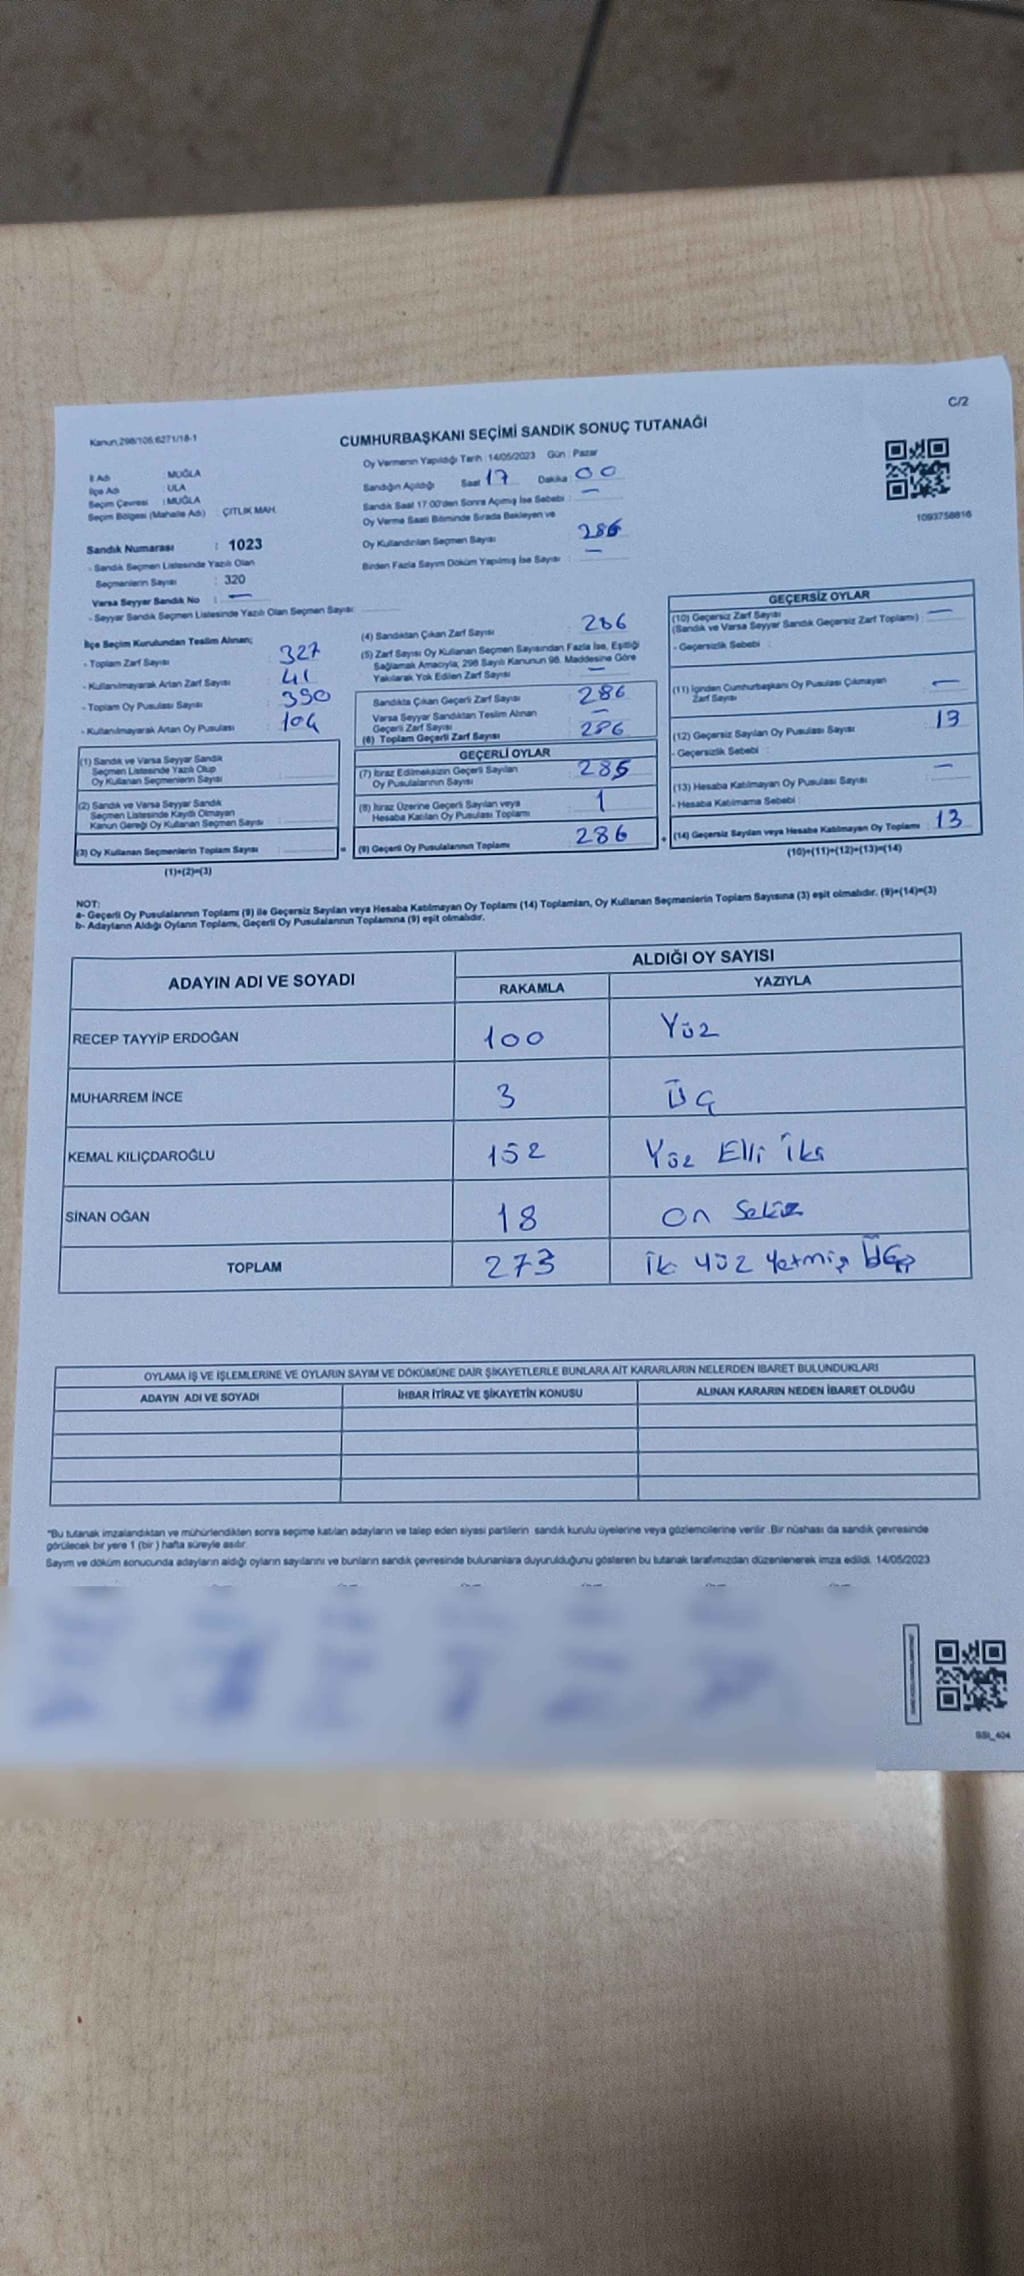 C/2
Kanun,298/105,6271/18-1
CUMHURBAŞKANI SEÇİMİ SANDIK SONUÇ TUTANAĞI
İl Adı : MUĞLA
İlçe Adı : ULA
Seçim Çevresi : MUĞLA
Seçim Bölgesi (Mahalle Adı) ÇITLIK MAH.
Sandık Numarası : 1023
- Sandık Seçmen Listesinde Yazılı Olan
Seçmenlerin Sayısı : 320
Varsa Seyyar Sandık No : —
- Seyyar Sandık Seçmen Listesinde Yazılı Olan Seçmen Sayısı:
Oy Vermenin Yapıldığı Tarih : 14/05/2023 Gün : Pazar
Sandığın Açıldığı Saat 17 Dakika : 00
Sandık Saat 17:00'den Sonra Açılmış İse Sebebi : —
Oy Verme Saati Bitiminde Sırada Bekleyen ve
Oy Kullandırılan Seçmen Sayısı 286
Birden Fazla Sayım Döküm Yapılmış İse Sayısı : —
1093756816
İlçe Seçim Kurulundan Teslim Alınan;
- Toplam Zarf Sayısı : 327
- Kullanılmayarak Artan Zarf Sayısı : 41
- Toplam Oy Pusulası Sayısı : 390
- Kullanılmayarak Artan Oy Pusulası : 104
(1) Sandık ve Varsa Seyyar Sandık
Seçmen Listesinde Yazılı Olup
Oy Kullanan Seçmenlerin Sayısı :
(2) Sandık ve Varsa Seyyar Sandık
Seçmen Listesinde Kayıtlı Olmayan
Kanun Gereği Oy Kullanan Seçmen Sayısı :
(3) Oy Kullanan Seçmenlerin Toplam Sayısı :
(1)+(2)=(3)
(4) Sandıktan Çıkan Zarf Sayısı : 286
(5) Zarf Sayısı Oy Kullanan Seçmen Sayısından Fazla İse, Eşitliği
Sağlamak Amacıyla; 298 Sayılı Kanunun 98. Maddesine Göre
Yakılarak Yok Edilen Zarf Sayısı : —
Sandıkta Çıkan Geçerli Zarf Sayısı : 286
Varsa Seyyar Sandıktan Teslim Alınan
Geçerli Zarf Sayısı : —
(6) Toplam Geçerli Zarf Sayısı : 286
GEÇERLİ OYLAR
(7) İtiraz Edilmeksizin Geçerli Sayılan
Oy Pusulalarının Sayısı : 285
(8) İtiraz Üzerine Geçerli Sayılan veya
Hesaba Katılan Oy Pusulası Toplamı : 1
= (9) Geçerli Oy Pusulalarının Toplamı : 286
GEÇERSİZ OYLAR
(10) Geçersiz Zarf Sayısı
(Sandık ve Varsa Seyyar Sandık Geçersiz Zarf Toplamı) : —
- Geçersizlik Sebebi :
(11) İçinden Cumhurbaşkanı Oy Pusulası Çıkmayan
Zarf Sayısı : —
(12) Geçersiz Sayılan Oy Pusulası Sayısı : 13
- Geçersizlik Sebebi :
(13) Hesaba Katılmayan Oy Pusulası Sayısı : —
- Hesaba Katılmama Sebebi :
+ (14) Geçersiz Sayılan veya Hesaba Katılmayan Oy Toplamı : 13
(10)+(11)+(12)+(13)=(14)
NOT:
a- Geçerli Oy Pusulalarının Toplamı (9) ile Geçersiz Sayılan veya Hesaba Katılmayan Oy Toplamı (14) Toplamları, Oy Kullanan Seçmenlerin Toplam Sayısına (3) eşit olmalıdır. (9)+(14)=(3)
b- Adayların Aldığı Oyların Toplamı, Geçerli Oy Pusulalarının Toplamına (9) eşit olmalıdır.
ADAYIN ADI VE SOYADI ALDIĞI OY SAYISI
RAKAMLA YAZIYLA
RECEP TAYYİP ERDOĞAN 100 Yüz
MUHARREM İNCE 3 Üç
KEMAL KILIÇDAROĞLU 152 Yüz Elli İki
SİNAN OĞAN 18 On Sekiz
TOPLAM 273 İki Yüz Yetmiş Üç
OYLAMA İŞ VE İŞLEMLERİNE VE OYLARIN SAYIM VE DÖKÜMÜNE DAİR ŞİKAYETLERLE BUNLARA AİT KARARLARIN NELERDEN İBARET BULUNDUKLARI
ADAYIN ADI VE SOYADI İHBAR İTİRAZ VE ŞİKAYETİN KONUSU ALINAN KARARIN NEDEN İBARET OLDUĞU
"Bu tutanak imzalandıktan ve mühürlendikten sonra seçime katılan adayların ve talep eden siyasi partilerin sandık kurulu üyelerine veya gözlemcilerine verilir. Bir nüshası da sandık çevresinde
görülecek bir yere 1 (bir) hafta süreyle asılır.
Sayım ve döküm sonucunda adayların aldığı oyların sayılarını ve bunların sandık çevresinde bulunanlara duyurulduğunu gösteren bu tutanak tarafımızdan düzenlenerek imza edildi. 14/05/2023